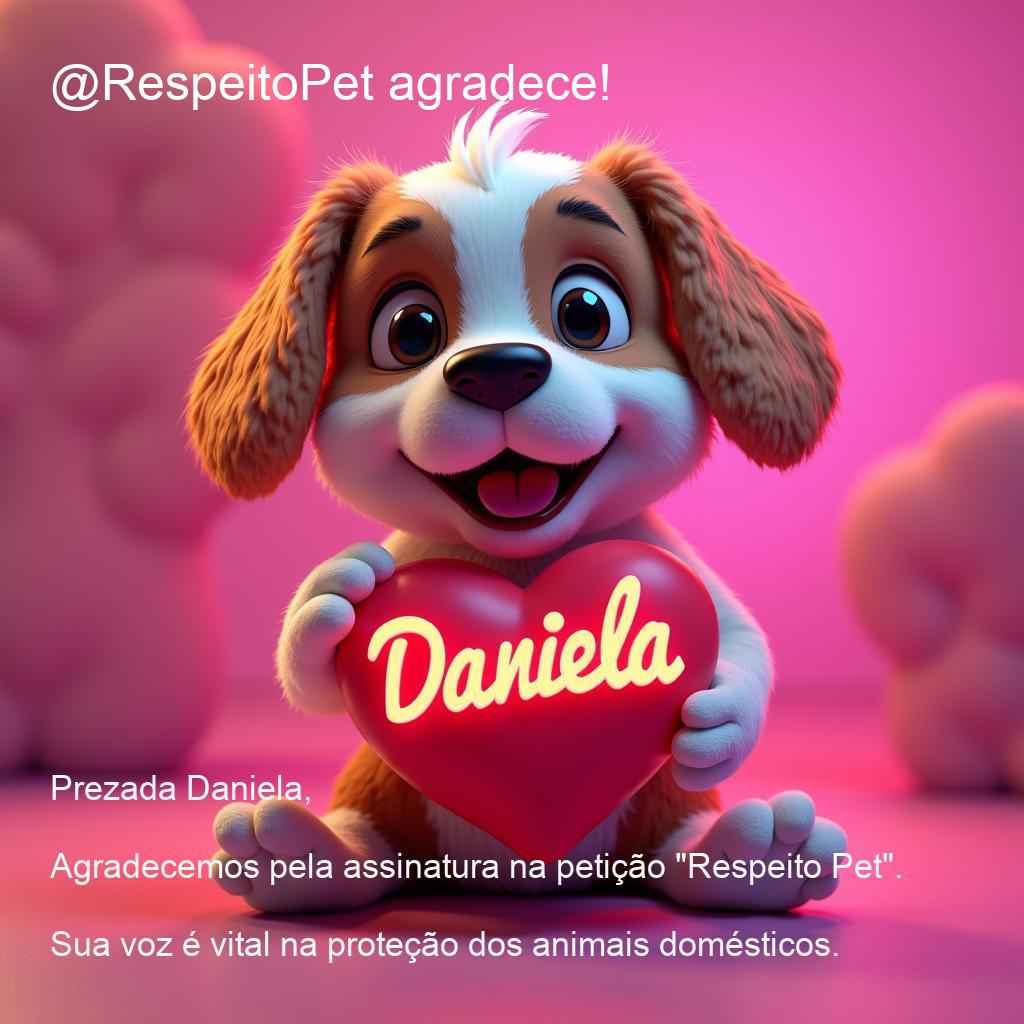 @RespeitoPet agradece!
Daniela
Prezada Daniela,
Agradecemos pela assinatura na petição "Respeito Pet".
Sua voz é vital na proteção dos animais domésticos.